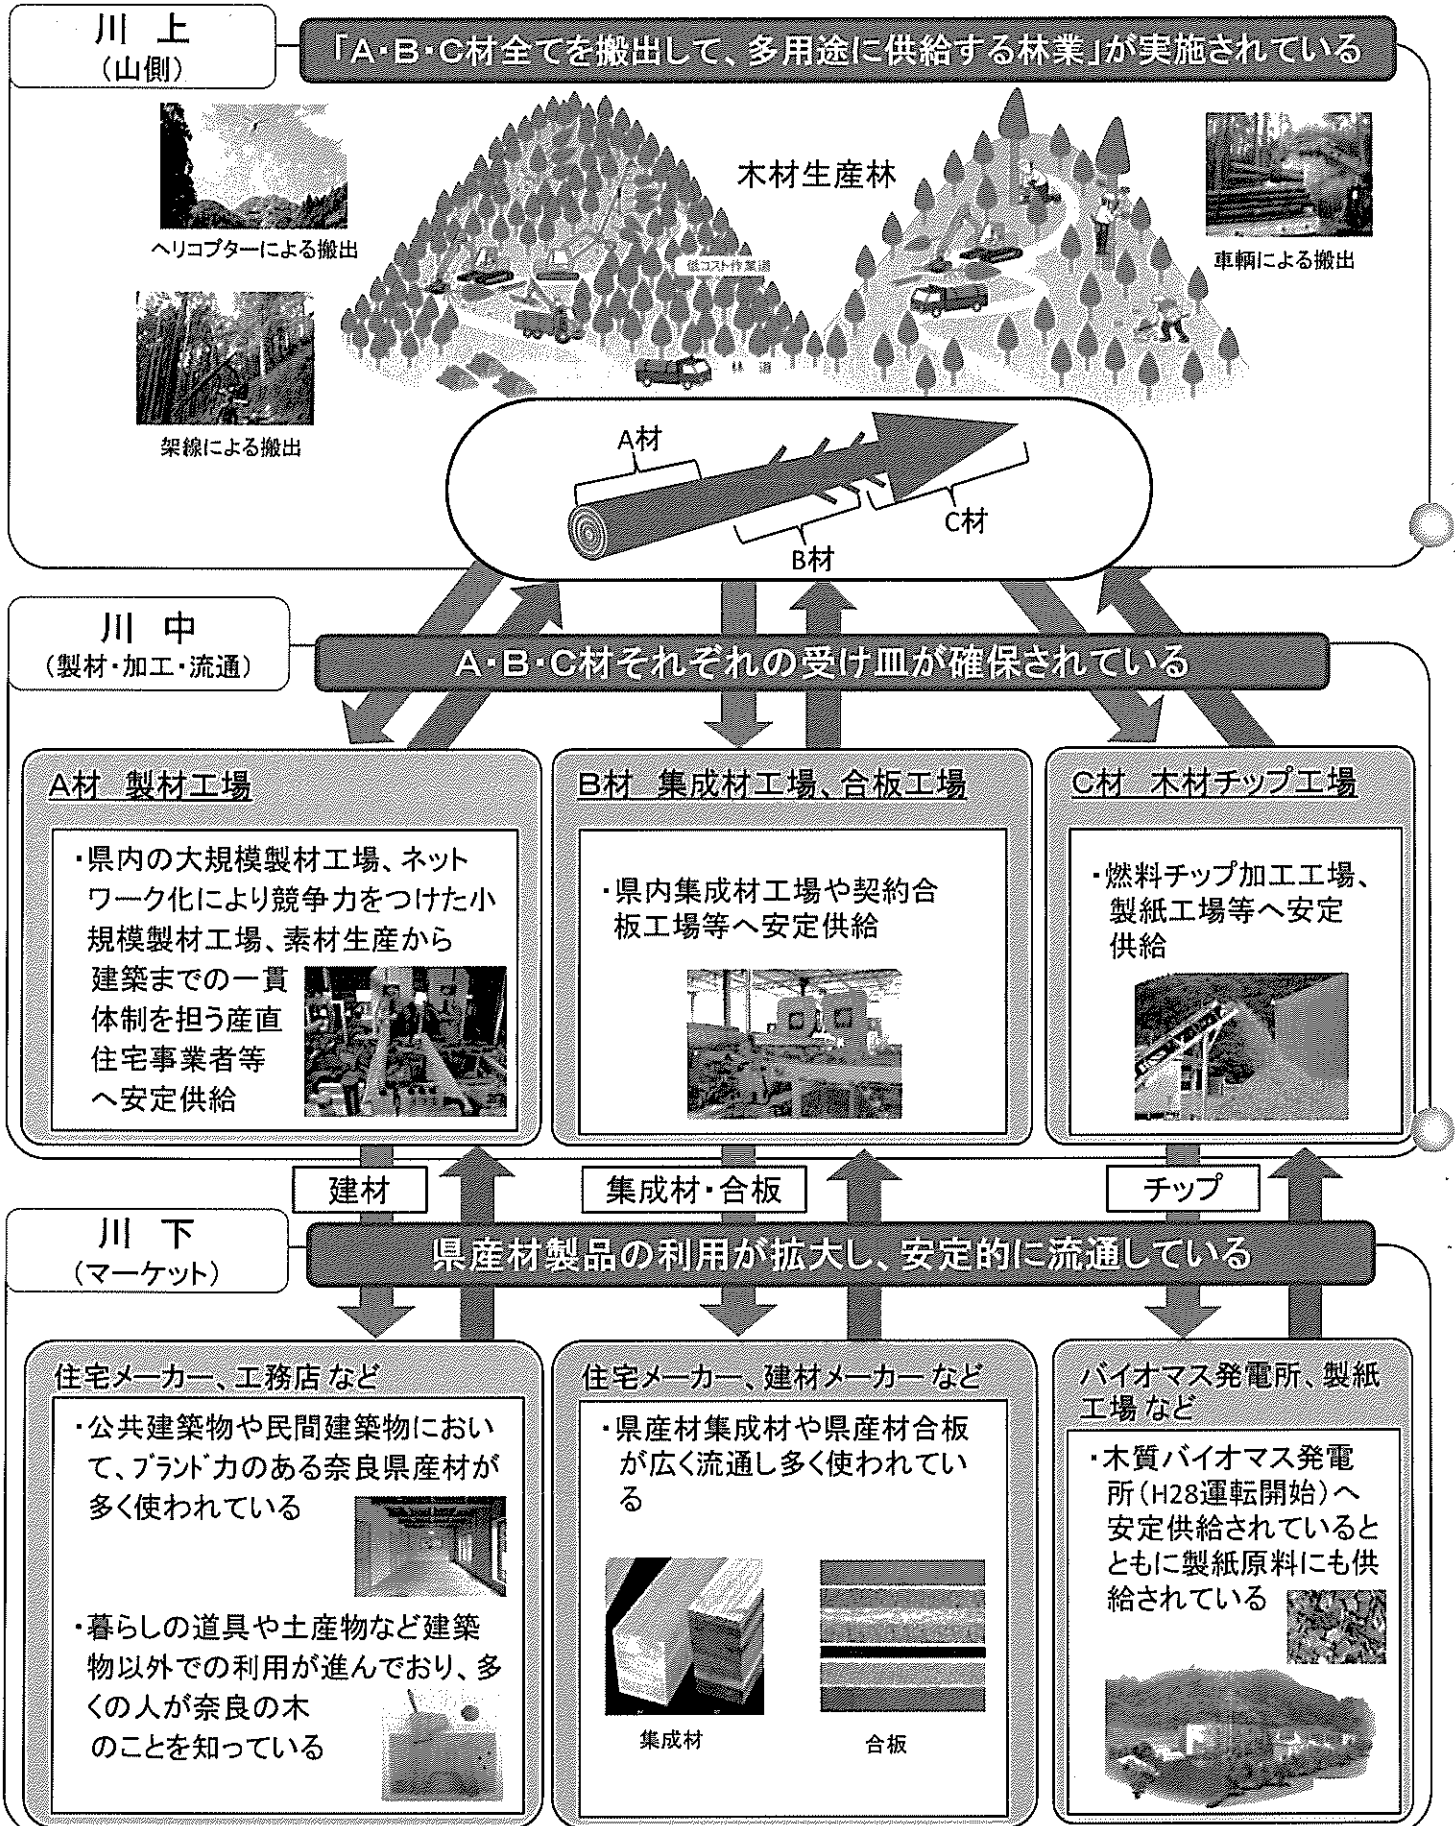 川 上
(山側)
「A・B・C材全てを搬出して、多用途に供給する林業」が実施されている
木材生産林
ヘリコプターによる搬出
低コスト作業道
車輌による搬出
林 道
架線による搬出
A材
B材
C材
川 中
(製材・加工・流通)
A・B・C材それぞれの受け皿が確保されている
A材 製材工場
・県内の大規模製材工場、ネット
ワーク化により競争力をつけた小
規模製材工場、素材生産から
建築までの一貫
体制を担う産直
住宅事業者等
へ安定供給
B材 集成材工場、合板工場
・県内集成材工場や契約合
板工場等へ安定供給
C材 木材チップ工場
・燃料チップ加工工場、
製紙工場等へ安定
供給
建材
集成材・合板
チップ
川 下
(マーケット)
県産材製品の利用が拡大し、安定的に流通している
住宅メーカー、工務店 など
・公共建築物や民間建築物におい
て、ブランド力のある奈良県産材が
多く使われている
・暮らしの道具や土産物など建築
物以外での利用が進んでおり、多
くの人が奈良の木
のことを知っている
住宅メーカー、建材メーカー など
・県産材集成材や県産材合板
が広く流通し多く使われてい
る
集成材
合板
バイオマス発電所、製紙
工場 など
・木質バイオマス発電
所(H28運転開始)へ
安定供給されていると
ともに製紙原料にも供
給されている